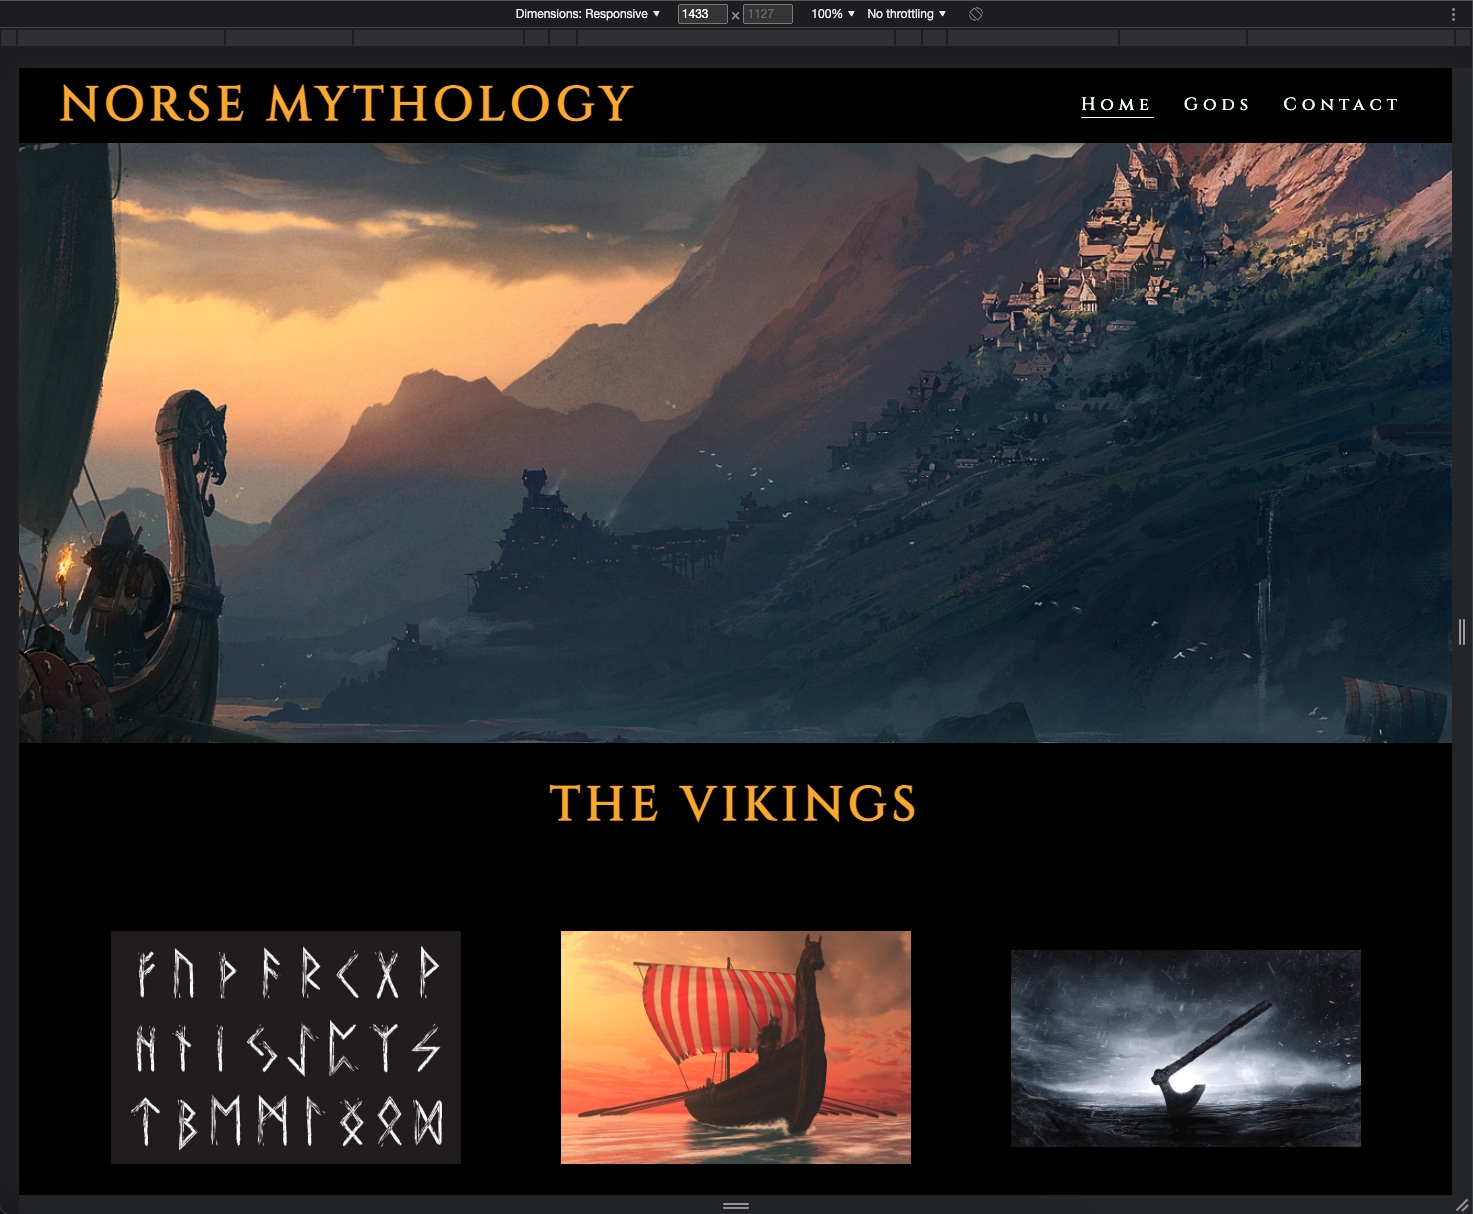 Dimensions: Responsive ▼ 1433 × 1127 100% ▼ No throttling ▼
NORSE MYTHOLOGY
Home Gods Contact
THE VIKINGS
ᚠ ᚢ ᚦ ᚨ ᚱ ᚲ ᚷ ᚹ
ᚺ ᚾ ᛁ ᛃ ᛇ ᛈ ᛉ ᛊ
ᛏ ᛒ ᛖ ᛗ ᛚ ᛝ ᛟ ᛞ